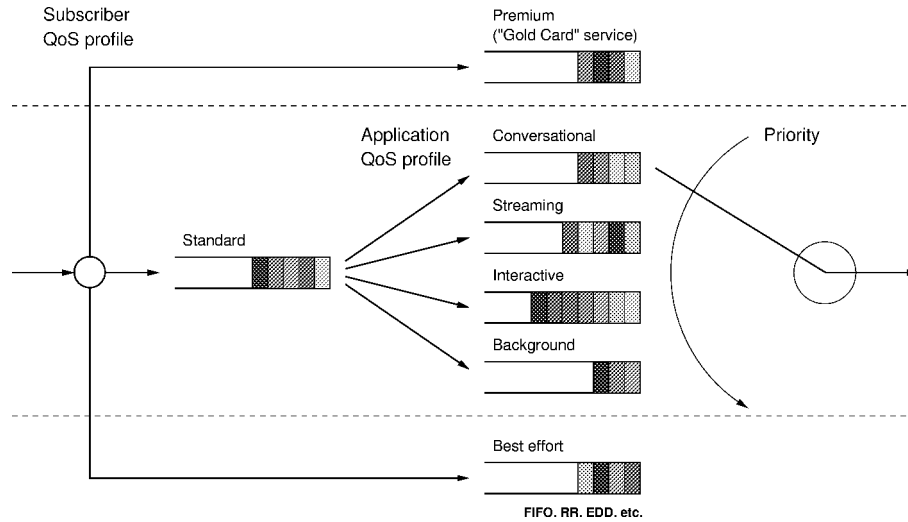 Subscriber
QoS profile
Premium
("Gold Card" service)
Application
QoS profile
Conversational
Priority
Streaming
Standard
Interactive
Background
Best effort
FIFO, RR, EDD, etc.